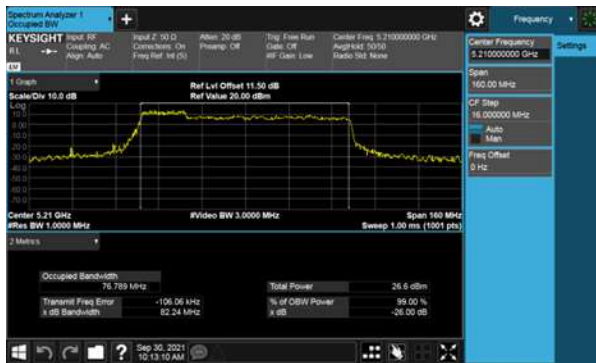 Spectrum Analyzer 1
Occupied BW
+
Frequency
KEYSIGHT
Input: RF
Coupling: AC
Align: Auto
Input Z: 50 Ω
Corrections: On
Freq Ref: Int (S)
Atten: 20 dB
Preamp: Off
Trig: Free Run
Gate: Off
#IF Gain: Low
Center Freq: 5.210000000 GHz
Avg|Hold: 50/50
Radio Std: None
RL
LXI
Center Frequency
5.210000000 GHz
Settings
Span
160.00 MHz
CF Step
16.000000 MHz
Auto
Man
Freq Offset
0 Hz
1 Graph
Scale/Div 10.0 dB
Ref Lvl Offset 11.50 dB
Ref Value 20.00 dBm
Log
10.0
0.00
-10.0
-20.0
-30.0
-40.0
-50.0
-60.0
-70.0
Center 5.21 GHz
#Res BW 1.0000 MHz
#Video BW 3.0000 MHz
Span 160 MHz
Sweep 1.00 ms (1001 pts)
2 Metrics
Occupied Bandwidth
76.789 MHz
Total Power
26.6 dBm
Transmit Freq Error
-106.06 kHz
% of OBW Power
99.00 %
x dB Bandwidth
82.24 MHz
x dB
-26.00 dB
?
Sep 30, 2021
10:13:10 AM